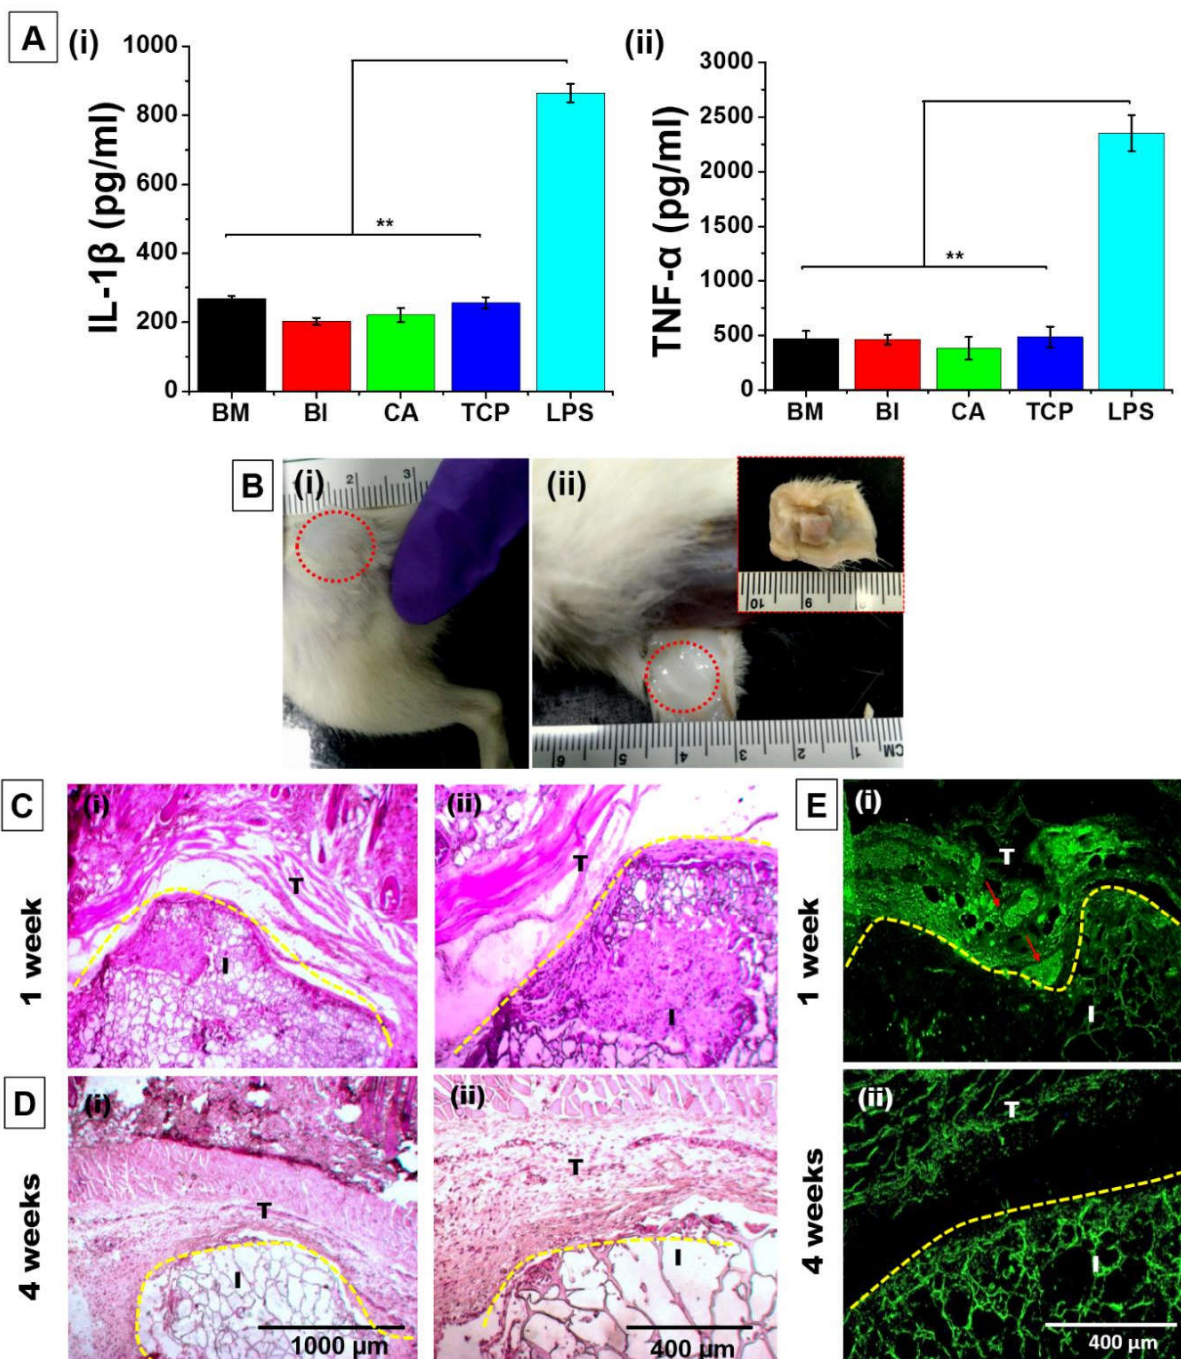 A
(i)
1000
800
600
400
200
0
IL-1β (pg/ml)
**
BM BI CA TCP LPS
(ii)
3000
2500
2000
1500
1000
500
0
TNF-α (pg/ml)
**
BM BI CA TCP LPS
B
(i)
2 3
(ii)
10 9
6 5 4 3 2 1 CM
C
1 week
(i)
T
I
(ii)
T
I
D
4 weeks
(i)
T
I
1000 µm
(ii)
T
I
400 µm
E
1 week
(i)
T
I
4 weeks
(ii)
T
I
400 µm